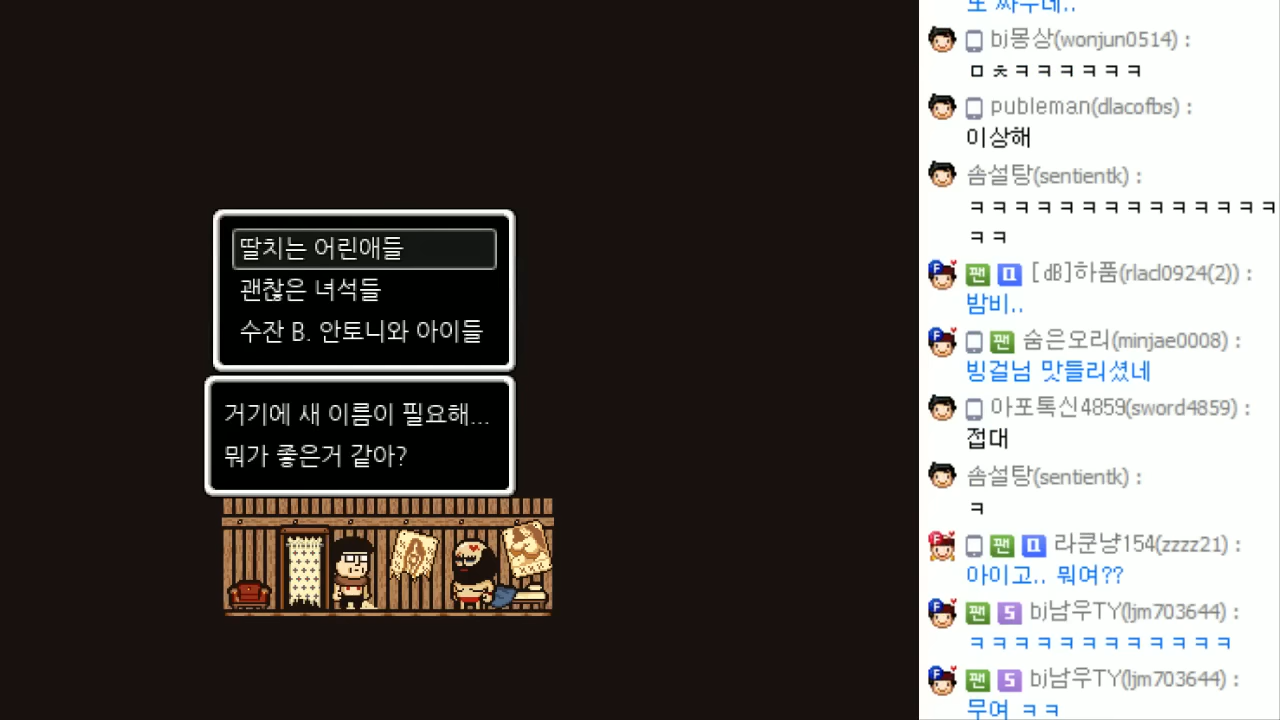 딸치는 어린애들
괜찮은 녀석들
수잔 B. 안토니와 아이들
거기에 새 이름이 필요해...
뭐가 좋은거 같아?
또 싸우네..
bj몽상(wonjun0514) :
ㅁㅊㅋㅋㅋㅋㅋㅋ
publeman(dlacofbs) :
이상해
솜설탕(sentientk) :
ㅋㅋㅋㅋㅋㅋㅋㅋㅋㅋㅋㅋㅋㅋ
ㅋㅋ
팬 [dB]하품(rlacl0924(2)) :
밤비..
팬 숨은오리(minjae0008) :
빙걸님 맛들리셨네
아포톡신4859(sword4859) :
접대
솜설탕(sentientk) :
ㅋ
팬 라쿤냥154(zzzz21) :
아이고.. 뭐여??
팬 S bj남우TY(ljm703644) :
ㅋㅋㅋㅋㅋㅋㅋㅋㅋㅋㅋㅋ
팬 S bj남우TY(ljm703644) :
무여 ㅋㅋ